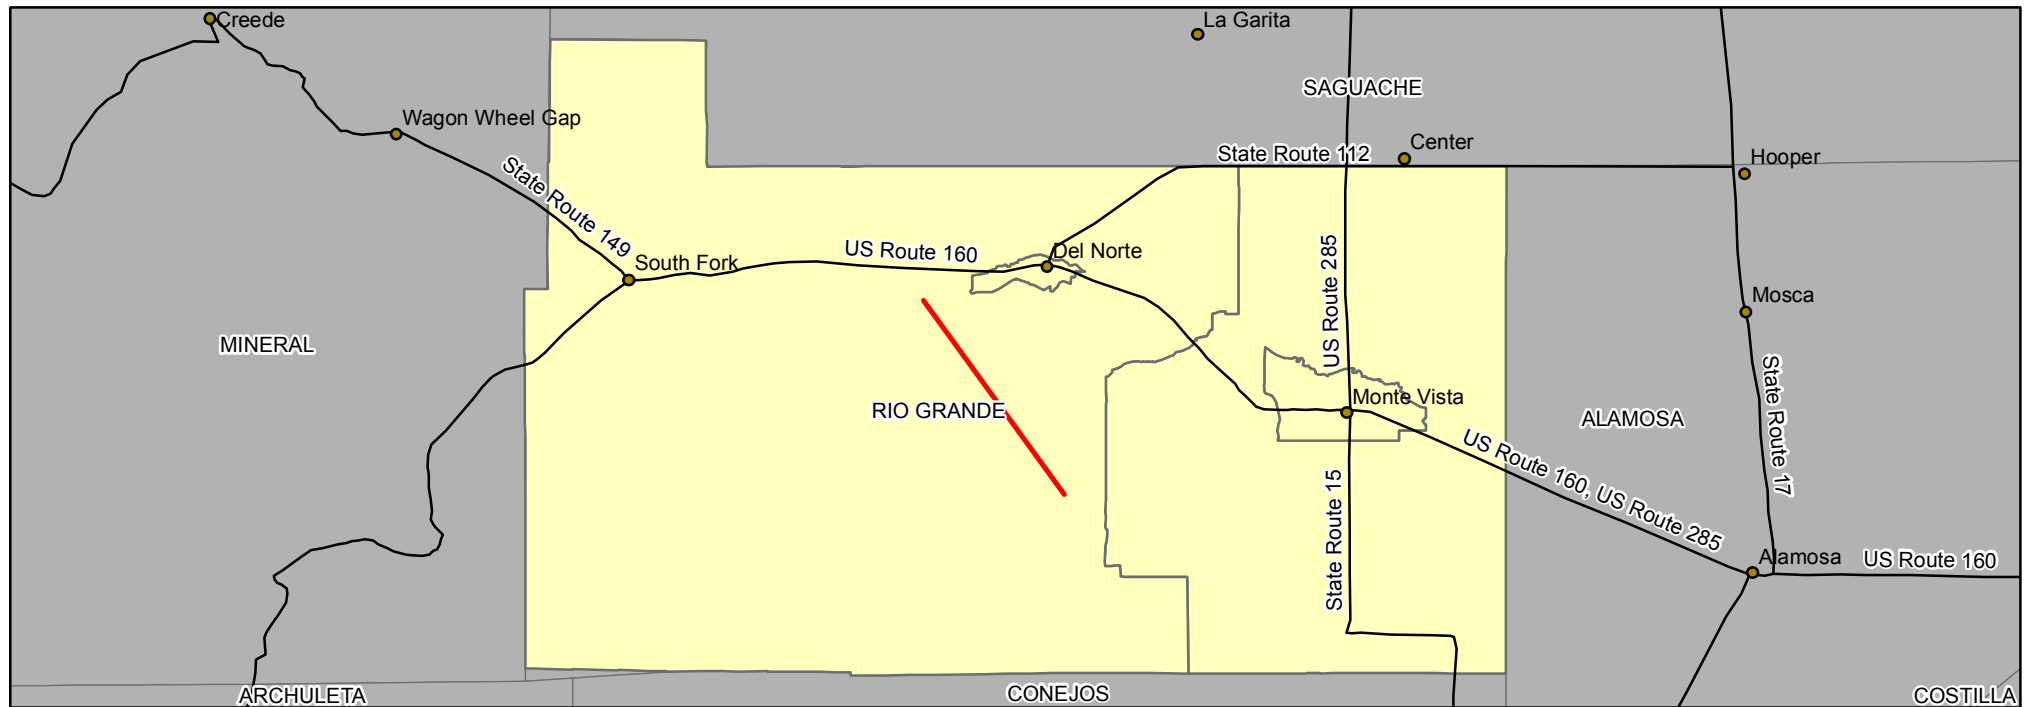 Creede
La Garita
SAGUACHE
Wagon Wheel Gap
Center
State Route 112
Hooper
State Route 149
Del Norte
US Route 160
South Fork
US Route 285
Mosca
MINERAL
State Route 17
Monte Vista
RIO GRANDE
ALAMOSA
US Route 160, US Route 285
State Route 15
Alamosa
US Route 160
ARCHULETA
CONEJOS
COSTILLA